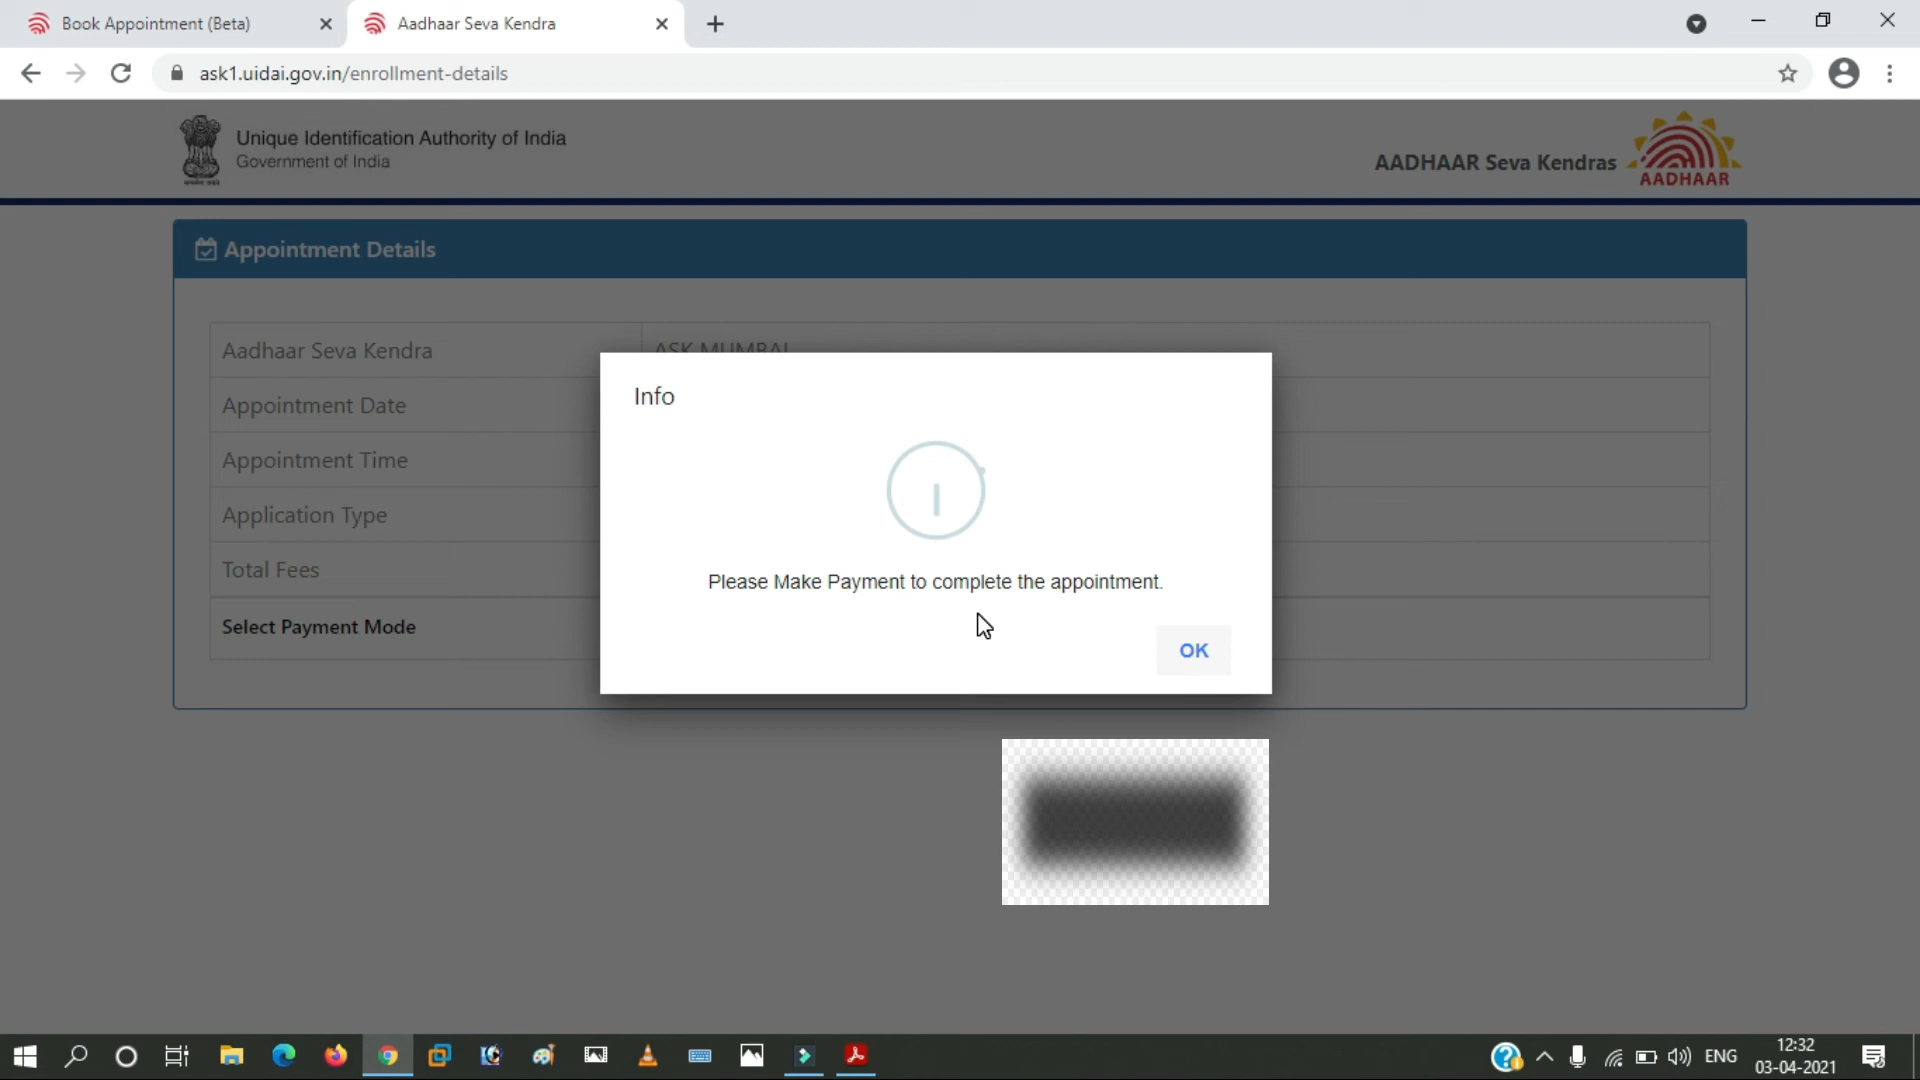 Book Appointment (Beta)
Aadhaar Seva Kendra
ask1.uidai.gov.in/enrollment-details
Unique Identification Authority of India
Government of India
AADHAAR Seva Kendras
AADHAAR
Appointment Details
Aadhaar Seva Kendra
ASK MUMBAI
Appointment Date
Appointment Time
Application Type
Total Fees
Select Payment Mode
Info
Please Make Payment to complete the appointment.
OK
ENG
12:32
03-04-2021